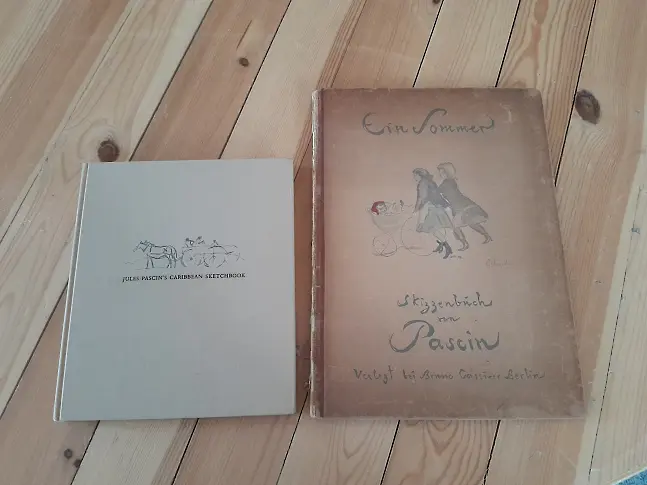 JULES PASCIN'S CARIBBEAN SKETCHBOOK
Ein Sommer
Skizzenbuch
von
Pascin
Verlegt bei Bruno Cassirer Berlin